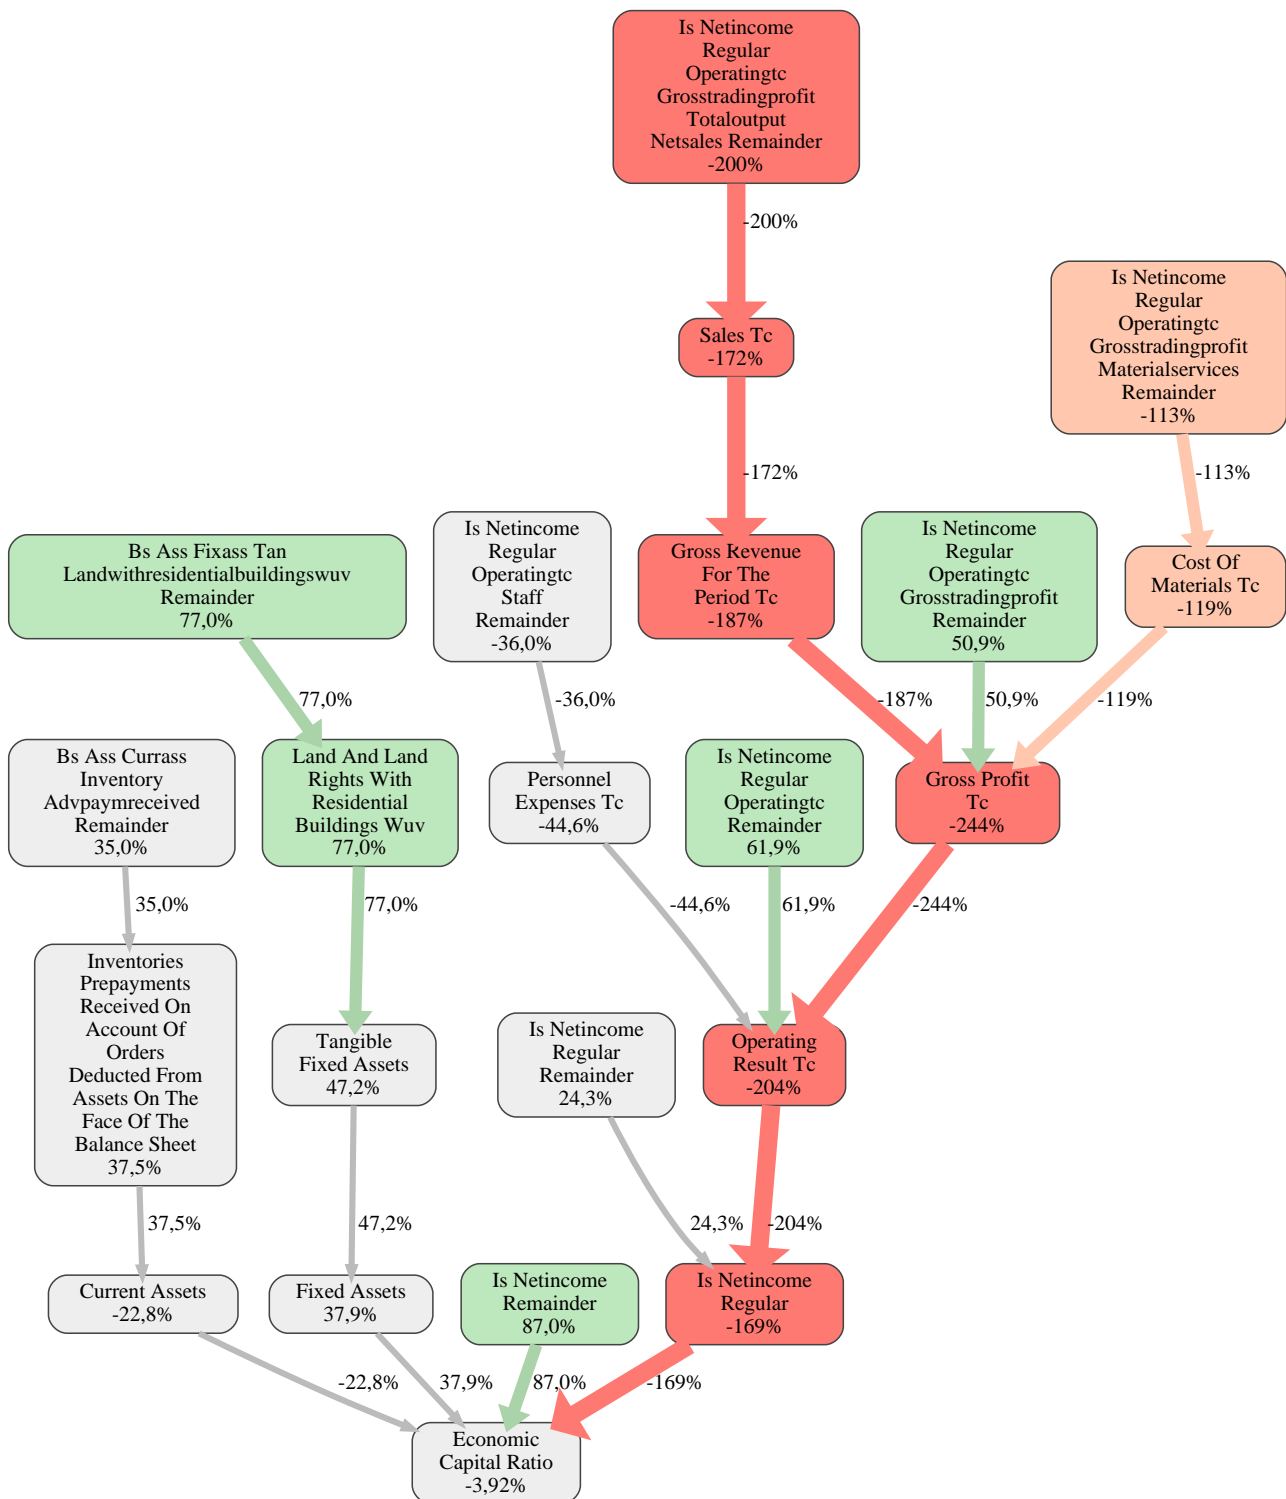 Is Netincome
Regular
Operatingtc
Grosstradingprofit
Totaloutput
Netsales Remainder
-200%
-200%
Is Netincome
Regular
Operatingtc
Grosstradingprofit
Materialservices
Remainder
-113%
Sales Tc
-172%
-172%
-113%
Bs Ass Fixass Tan
Landwithresidentialbuildingswuv
Remainder
77,0%
Is Netincome
Regular
Operatingtc
Staff
Remainder
-36,0%
Gross Revenue
For The
Period Tc
-187%
Is Netincome
Regular
Operatingtc
Grosstradingprofit
Remainder
50,9%
Cost Of
Materials Tc
-119%
77,0%
-36,0%
-187%
50,9%
-119%
Bs Ass Currass
Inventory
Advpaymreceived
Remainder
35,0%
Land And Land
Rights With
Residential
Buildings Wuv
77,0%
Personnel
Expenses Tc
-44,6%
Is Netincome
Regular
Operatingtc
Remainder
61,9%
Gross Profit
Tc
-244%
35,0%
77,0%
-44,6%
61,9%
-244%
Inventories
Prepayments
Received On
Account Of
Orders
Deducted From
Assets On The
Face Of The
Balance Sheet
37,5%
Tangible
Fixed Assets
47,2%
Is Netincome
Regular
Remainder
24,3%
Operating
Result Tc
-204%
37,5%
47,2%
24,3%
-204%
Current Assets
-22,8%
Fixed Assets
37,9%
Is Netincome
Remainder
87,0%
Is Netincome
Regular
-169%
-22,8%
37,9%
87,0%
-169%
Economic
Capital Ratio
-3,92%